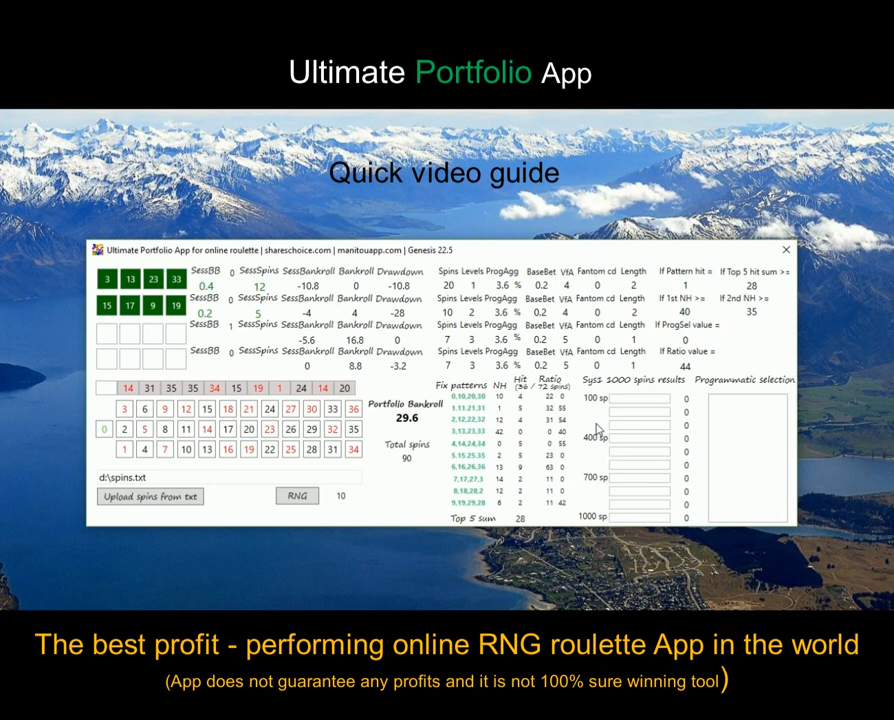 Ultimate Portfolio App
Quick video guide
Ultimate Portfolio App for online roulette | shareschoice.com | manitouapp.com | Genesis 22.5
3 13 23 33 SessBB 0 SessSpins SessBankroll Bankroll Drawdown Spins Levels ProgAgg BaseBet VfA Fantom cd Length If Pattern hit = If Top 5 hit sum >=
0.4 12 -10.8 0 -10.8 20 1 3.6 % 0.2 4 0 2 1 28
15 17 9 19 SessBB 0 SessSpins SessBankroll Bankroll Drawdown Spins Levels ProgAgg BaseBet VfA Fantom cd Length If 1st NH >= If 2nd NH >=
0.2 5 -4 4 -28 10 2 3.6 % 0.2 4 0 2 40 35
SessBB 1 SessSpins SessBankroll Bankroll Drawdown Spins Levels ProgAgg BaseBet VfA Fantom cd Length If ProgSel value =
-5.6 16.8 0 7 3 3.6 % 0.2 5 0 1 0
SessBB 0 SessSpins SessBankroll Bankroll Drawdown Spins Levels ProgAgg BaseBet VfA Fantom cd Length If Ratio value =
0 8.8 -3.2 7 3 3.6 % 0.2 5 0 1 44
14 31 35 35 34 15 19 1 24 14 20
3 6 9 12 15 18 21 24 27 30 33 36
0 2 5 8 11 14 17 20 23 26 29 32 35
1 4 7 10 13 16 19 22 25 28 31 34
Portfolio Bankroll
29.6
Total spins
90
Fix patterns NH Hit (36 Ratio / 72 spins)
0,10,20,30 10 4 22 0
1,11,21,31 1 5 32 55
2,12,22,32 12 4 31 54
3,13,23,33 42 0 0 40
4,14,24,34 0 5 0 55
5,15,25,35 2 5 23 0
6,16,26,36 13 9 63 0
7,17,27,3 14 2 11 0
8,18,28,2 12 2 11 0
9,19,29,28 6 2 11 42
Top 5 sum 28
Sys1 1000 spins results Programmatic selection
100 sp 0
0
0
400 sp 0
0
0
700 sp 0
0
0
1000 sp 0
d:\spins.txt
Upload spins from txt RNG 10
The best profit - performing online RNG roulette App in the world
(App does not guarantee any profits and it is not 100% sure winning tool)